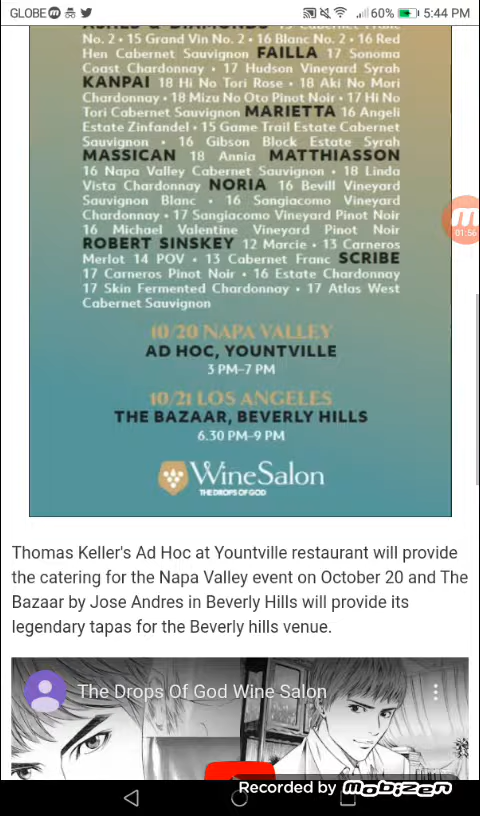 GLOBE 60% 5:44 PM
ASHES & DIAMONDS 15 Cabernet Franc
No. 2 • 15 Grand Vin No. 2 • 16 Blanc No. 2 • 16 Red
Hen Cabernet Sauvignon FAILLA 17 Sonoma
Coast Chardonnay • 17 Hudson Vineyard Syrah
KANPAI 18 Hi No Tori Rose • 18 Aki No Mori
Chardonnay • 18 Mizu No Oto Pinot Noir • 17 Hi No
Tori Cabernet Sauvignon MARIETTA 16 Angeli
Estate Zinfandel • 15 Game Trail Estate Cabernet
Sauvignon • 16 Gibson Block Estate Syrah
MASSICAN 18 Annia MATTHIASSON
16 Napa Valley Cabernet Sauvignon • 18 Linda
Vista Chardonnay NORIA 16 Bevill Vineyard
Sauvignon Blanc • 16 Sangiacomo Vineyard
Chardonnay • 17 Sangiacomo Vineyard Pinot Noir
16 Michael Valentine Vineyard Pinot Noir
ROBERT SINSKEY 12 Marcie • 13 Carneros
Merlot 14 POV • 13 Cabernet Franc SCRIBE
17 Carneros Pinot Noir • 16 Estate Chardonnay
17 Skin Fermented Chardonnay • 17 Atlas West
Cabernet Sauvignon
01:56
10/20 NAPA VALLEY
AD HOC, YOUNTVILLE
3 PM–7 PM
10/21 LOS ANGELES
THE BAZAAR, BEVERLY HILLS
6.30 PM–9 PM
WineSalon
THE DROPS OF GOD
Thomas Keller's Ad Hoc at Yountville restaurant will provide
the catering for the Napa Valley event on October 20 and The
Bazaar by Jose Andres in Beverly Hills will provide its
legendary tapas for the Beverly hills venue.
The Drops Of God Wine Salon
Recorded by mobizen